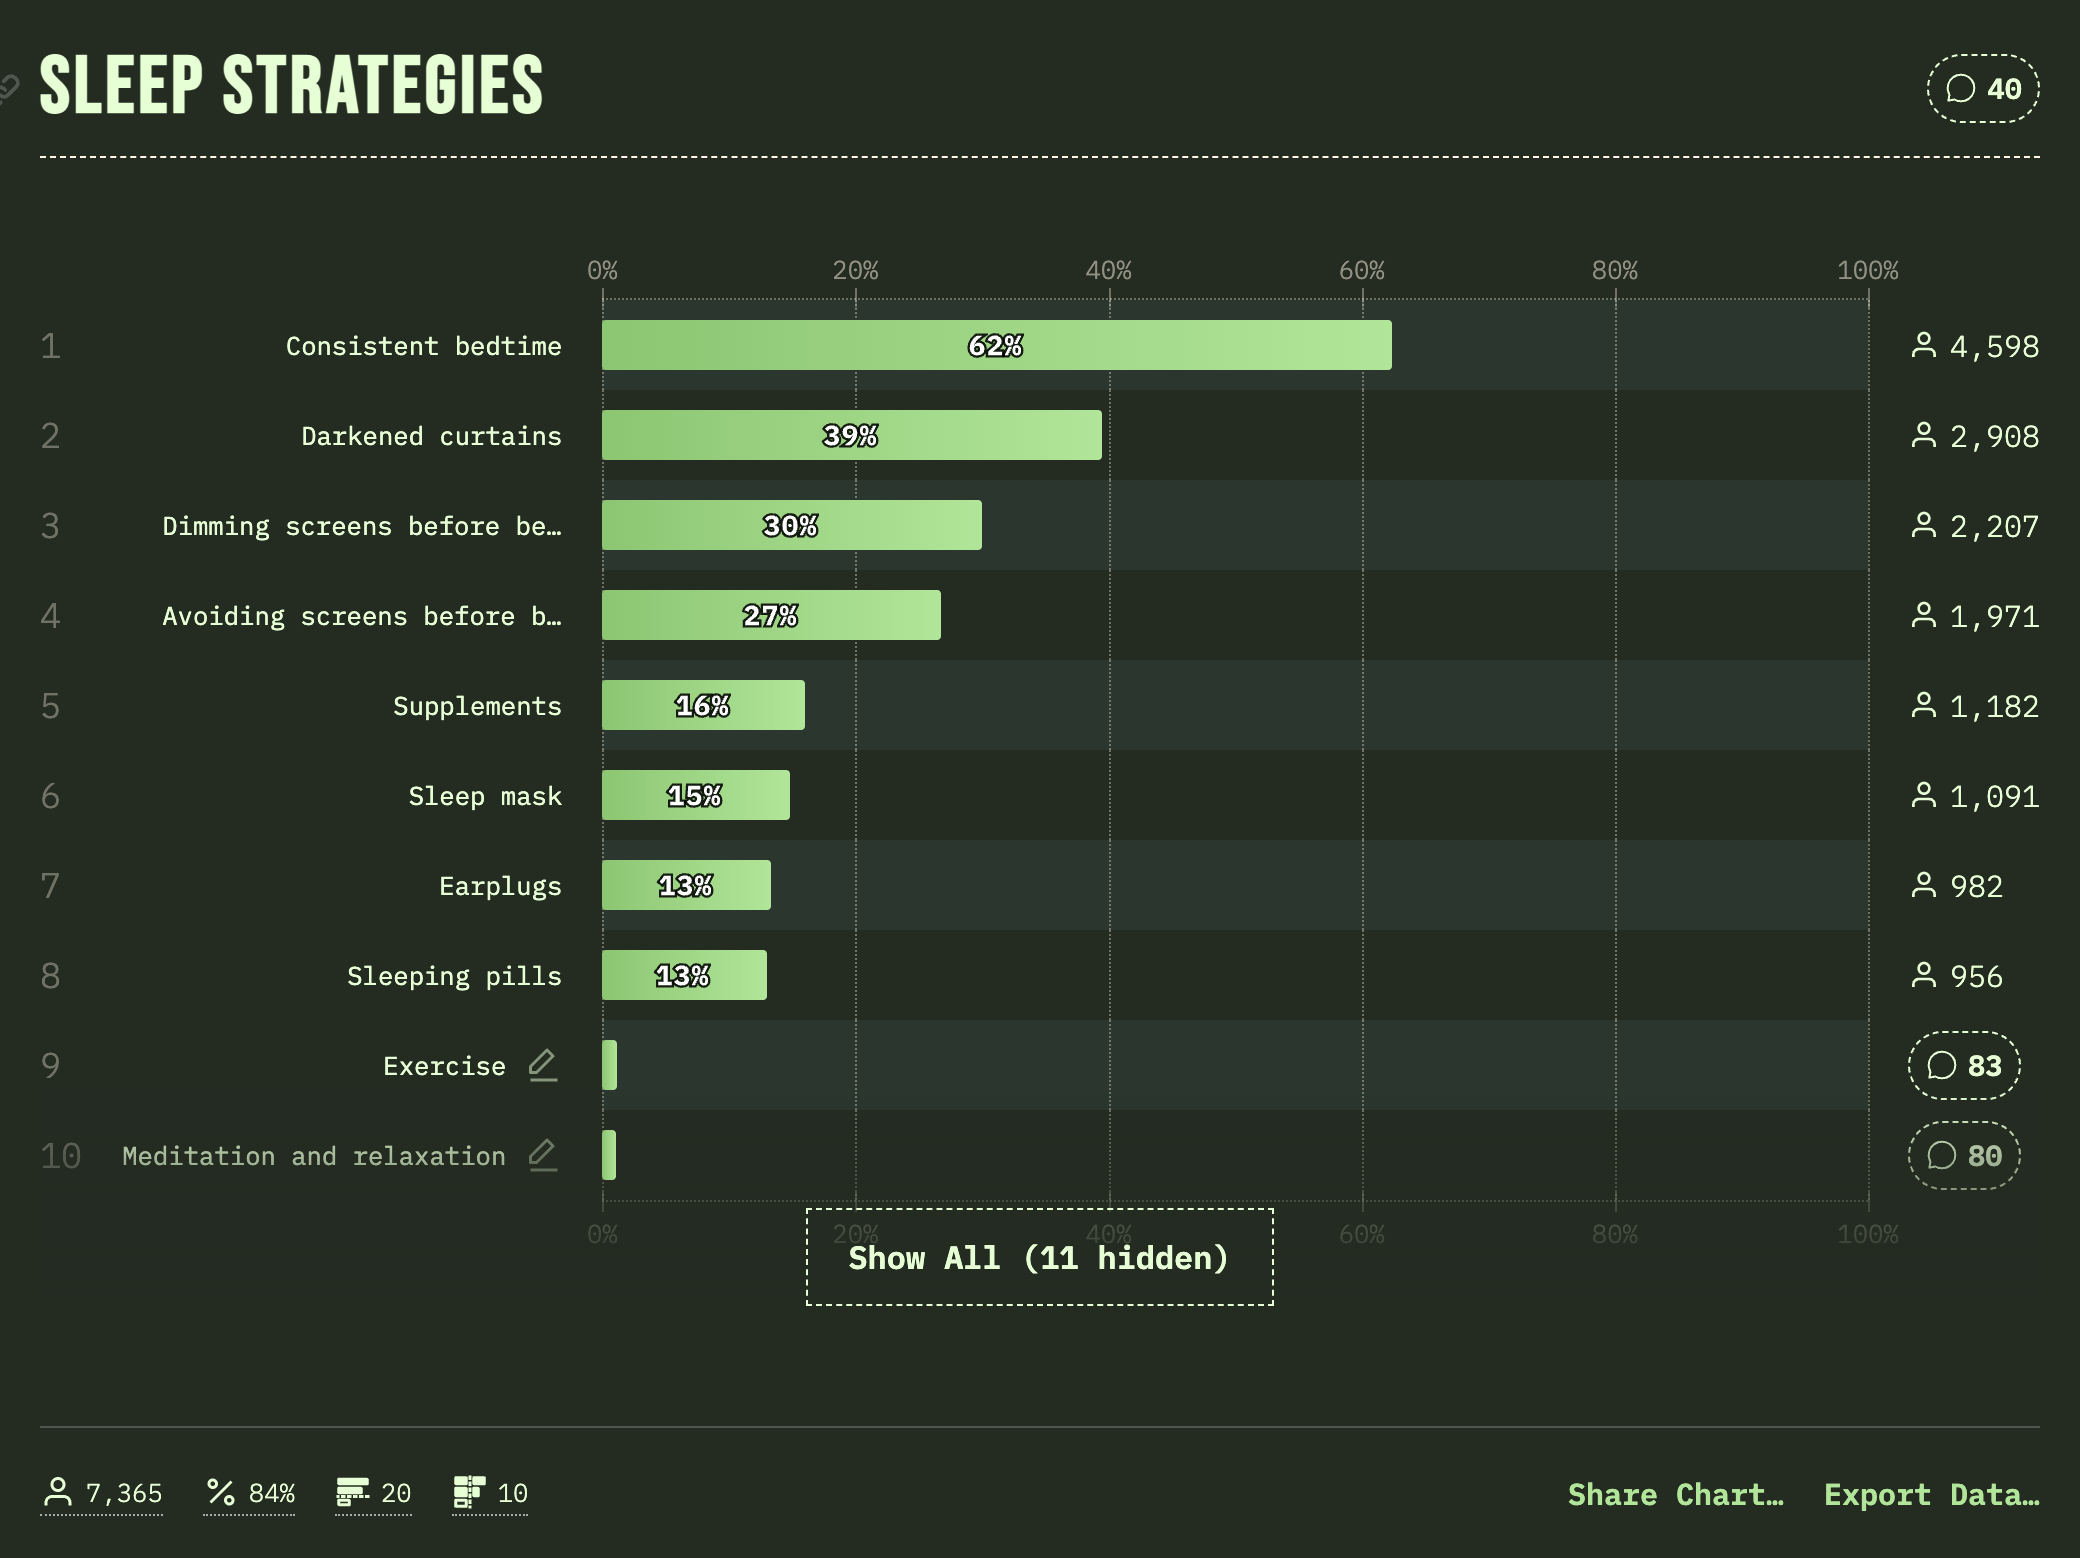 SLEEP STRATEGIES
40
0% 20% 40% 60% 80% 100%
1 Consistent bedtime 62% 4,598
2 Darkened curtains 39% 2,908
3 Dimming screens before be… 30% 2,207
4 Avoiding screens before b… 27% 1,971
5 Supplements 16% 1,182
6 Sleep mask 15% 1,091
7 Earplugs 13% 982
8 Sleeping pills 13% 956
9 Exercise 83
10 Meditation and relaxation 80
0% 20% 40% 60% 80% 100%
Show All (11 hidden)
7,365 % 84% 20 10 Share Chart… Export Data…